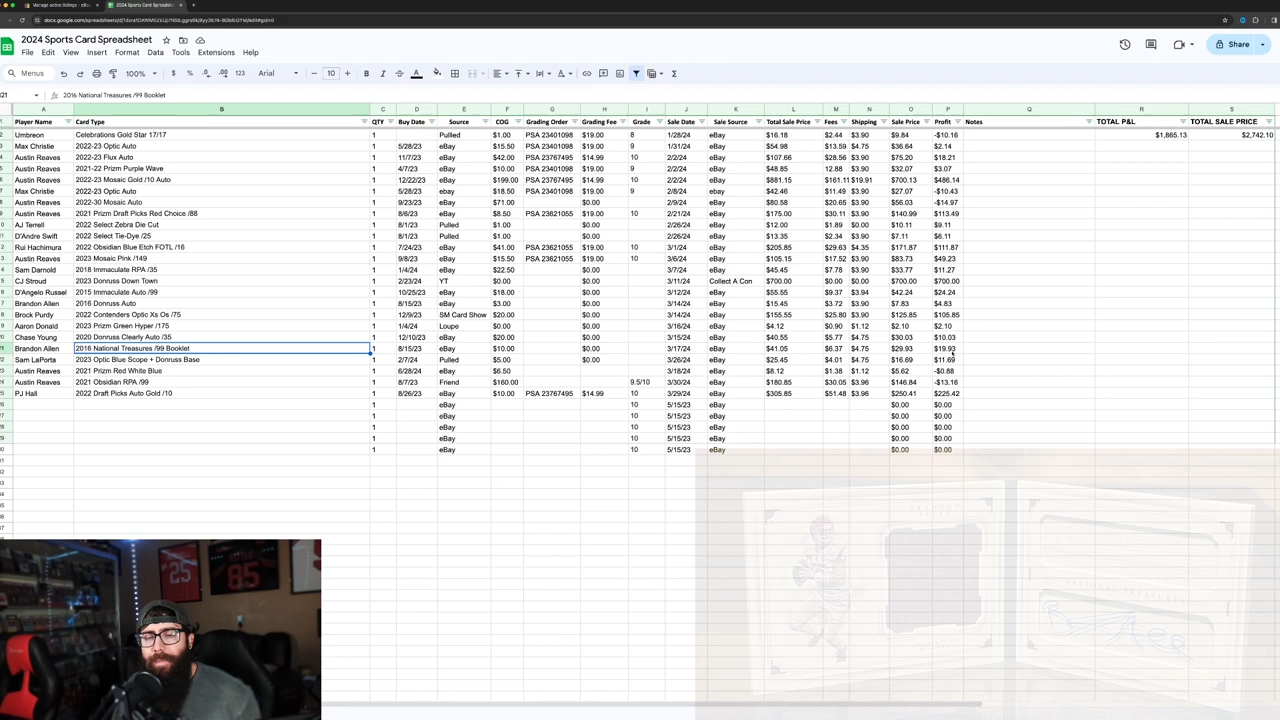 Manage active listings - eB
2024 Sports Card Spreadsheet
2024 Sports Card Spreadsheet
File Edit View Insert Format Data Tools Extensions Help
Share
Menus 100% $ % .0 .00 123 Arial 10
21 2016 National Treasures /99 Booklet
A B C D E F G H I J K L M N O P Q R S
Player Name Card Type QTY Buy Date Source COG Grading Order Grading Fee Grade Sale Date Sale Source Total Sale Price Fees Shipping Sale Price Profit Notes TOTAL P&L TOTAL SALE PRICE
Umbreon Celebrations Gold Star 17/17 1 Pullled $1.00 PSA 23401098 $19.00 8 1/28/24 eBay $16.18 $2.44 $3.90 $9.84 -$10.16 $1,865.13 $2,742.10
Max Christie 2022-23 Optic Auto 1 5/28/23 eBay $15.50 PSA 23401098 $19.00 9 1/31/24 eBay $54.98 $13.59 $4.75 $36.64 $2.14
Austin Reaves 2022-23 Flux Auto 1 11/7/23 eBay $42.00 PSA 23767495 $14.99 10 2/2/24 eBay $107.66 $28.56 $3.90 $75.20 $18.21
Austin Reaves 2021-22 Prizm Purple Wave 1 4/7/23 eBay $10.00 PSA 23401098 $19.00 9 2/2/24 eBay $48.85 12.88 $3.90 $32.07 $3.07
Austin Reaves 2022-23 Mosaic Gold /10 Auto 1 12/22/23 eBay $199.00 PSA 23767495 $14.99 10 2/2/24 eBay $881.15 $161.11 $19.91 $700.13 $486.14
Max Christie 2022-23 Optic Auto 1 5/28/23 ebay $18.50 PSA 23401098 $19.00 9 2/8/24 ebay $42.46 $11.49 $3.90 $27.07 -$10.43
Austin Reaves 2022-30 Mosaic Auto 1 9/23/23 eBay $71.00 $0.00 2/9/24 eBay $80.58 $20.65 $3.90 $56.03 -$14.97
Austin Reaves 2021 Prizm Draft Picks Red Choice /88 1 8/6/23 eBay $8.50 PSA 23621055 $19.00 10 2/21/24 eBay $175.00 $30.11 $3.90 $140.99 $113.49
AJ Terrell 2022 Select Zebra Die Cut 1 8/1/23 Pulled $1.00 $0.00 2/26/24 eBay $12.00 $1.89 $0.00 $10.11 $9.11
D'Andre Swift 2022 Select Tie-Dye /25 1 8/1/23 Pulled $1.00 $0.00 2/26/24 eBay $13.35 $2.34 $3.90 $7.11 $6.11
Rui Hachimura 2022 Obsidian Blue Etch FOTL /16 1 7/24/23 eBay $41.00 PSA 23621055 $19.00 10 3/1/24 eBay $205.85 $29.63 $4.35 $171.87 $111.87
Austin Reaves 2023 Mosaic Pink /149 1 9/8/23 eBay $15.50 PSA 23621055 $19.00 10 3/6/24 eBay $105.15 $17.52 $3.90 $83.73 $49.23
Sam Darnold 2018 Immaculate RPA /35 1 1/4/24 eBay $22.50 $0.00 3/7/24 eBay $45.45 $7.78 $3.90 $33.77 $11.27
CJ Stroud 2023 Donruss Down Town 1 2/23/24 YT $0.00 $0.00 3/11/24 Collect A Con $700.00 $0.00 $0.00 $700.00 $700.00
D'Angelo Russel 2015 Immaculate Auto /99 1 6/25/23 eBay $18.00 $0.00 3/12/24 eBay $55.55 $9.37 $3.94 $42.24 $24.24
Brandon Allen 2016 Donruss Auto 1 8/15/23 eBay $3.00 $0.00 3/14/24 eBay $15.45 $3.72 $3.90 $7.83 $4.83
Brock Purdy 2022 Contenders Optic Xs Os /75 1 12/9/23 SM Card Show $20.00 $0.00 3/18/24 eBay $155.55 $25.80 $3.90 $125.85 $105.85
Aaron Donald 2023 Prizm Green Hyper /175 1 1/4/24 Loupe $0.00 $0.00 3/16/24 eBay $4.12 $0.90 $1.12 $2.10 $2.10
Chase Young 2020 Donruss Clearly Auto /35 1 12/10/23 eBay $20.00 $0.00 3/15/24 eBay $40.55 $5.77 $4.75 $30.03 $10.03
Brandon Allen 2016 National Treasures /99 Booklet 1 8/15/23 eBay $10.00 $0.00 3/17/24 eBay $41.05 $6.37 $4.75 $29.93 $19.93
Sam LaPorta 2023 Optic Blue Scope + Donruss Base 1 2/7/24 Pulled $5.00 $0.00 3/26/24 eBay $25.45 $4.01 $4.75 $16.69 $11.69
Austin Reaves 2021 Prizm Red White Blue 1 6/28/24 eBay $6.50 3/18/24 eBay $8.12 $1.38 $1.12 $5.62 -$0.88
Austin Reaves 2021 Obsidian RPA /99 1 8/7/23 Friend $160.00 9.5/10 3/30/24 eBay $180.85 $30.05 $3.96 $146.84 -$13.16
PJ Hall 2022 Draft Picks Auto Gold /10 1 8/26/23 eBay $10.00 PSA 23767495 $14.99 10 3/29/24 eBay $305.85 $51.48 $3.96 $250.41 $225.42
1 eBay 10 5/15/23 eBay $0.00 $0.00
1 eBay 10 5/15/23 eBay $0.00 $0.00
1 eBay 10 5/15/23 eBay $0.00 $0.00
1 eBay 10 5/15/23 eBay $0.00 $0.00
1 eBay 10 5/15/23 eBay $0.00 $0.00
25 85